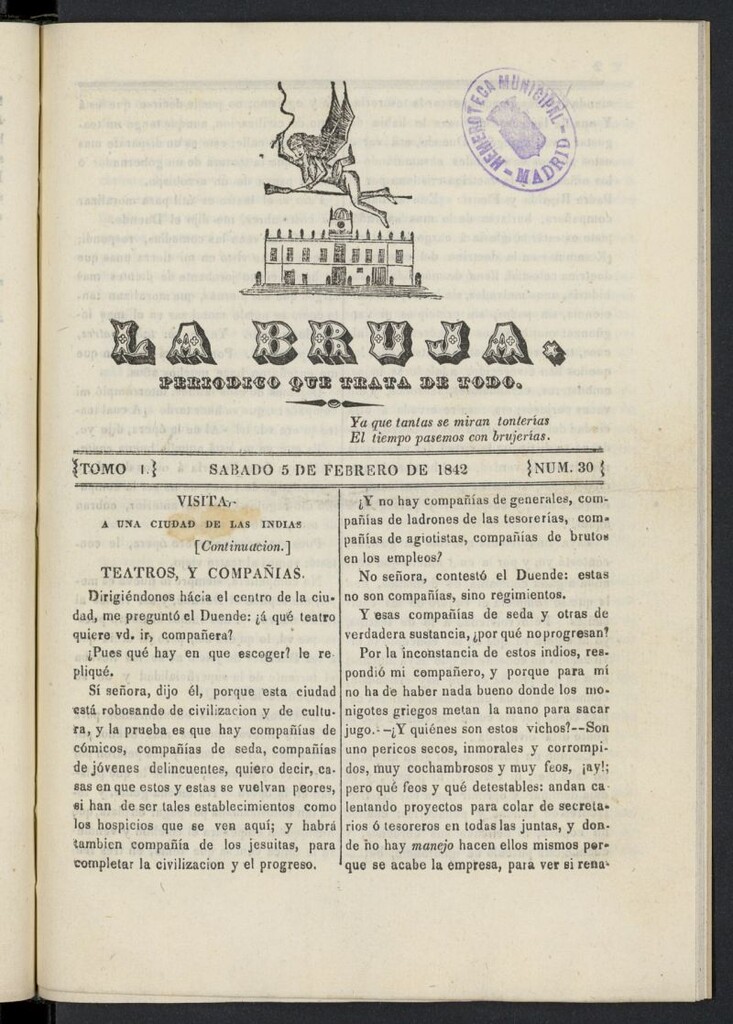 HEMEROTECA MUNICIPAL
- MADRID -
LA BRUJA.
PERIODICO QUE TRATA DE TODO.
Ya que tantas se miran tonterías
El tiempo pasemos con brujerías.
TOMO I. SABADO 5 DE FEBRERO DE 1842 NUM. 30
VISITA
A UNA CIUDAD DE LAS INDIAS
[Continuacion.]
TEATROS, Y COMPAÑIAS.
Dirigiéndonos hácia el centro de la ciu-
dad, me preguntó el Duende: ¿á qué teatro
quiere vd. ir, compañera?
¿Pues qué hay en que escoger? le re-
pliqué.
Sí señora, dijo él, porque esta ciudad
está robosando de civilizacion y de cultu-
ra, y la prueba es que hay compañías de
cómicos, compañías de seda, compañías
de jóvenes delincuentes, quiero decir, ca-
sas en que estos y estas se vuelvan peores,
si han de ser tales establecimientos como
los hospicios que se ven aquí; y habrá
tambien compañía de los jesuitas, para
completar la civilizacion y el progreso.
¿Y no hay compañías de generales, com-
pañías de ladrones de las tesorerías, com-
pañías de agiotistas, compañías de brutos
en los empleos?
No señora, contestó el Duende: estas
no son compañías, sino regimientos.
Y esas compañías de seda y otras de
verdadera sustancia, ¿por qué no progresan?
Por la inconstancia de estos indios, res-
pondió mi compañero, y porque para mí
no ha de haber nada bueno donde los mo-
nigotes griegos metan la mano para sacar
jugo.--¿Y quiénes son estos vichos?--Son
uno pericos secos, inmorales y corrompi-
dos, muy cochambrosos y muy feos, ¡ay!;
pero qué feos y qué detestables: andan ca-
lentando proyectos para colar de secreta-
rios ó tesoreros en todas las juntas, y don-
de no hay manejo hacen ellos mismos por-
que se acabe la empresa, para ver si rena-